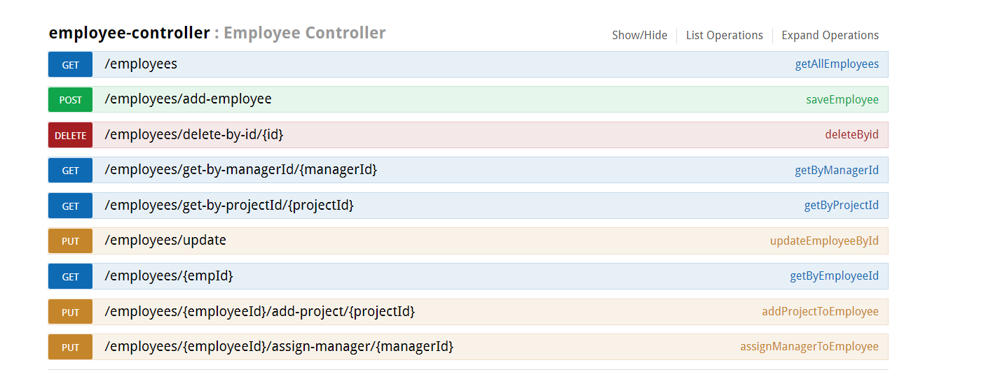 employee-controller : Employee Controller Show/Hide List Operations Expand Operations
GET /employees getAllEmployees
POST /employees/add-employee saveEmployee
DELETE /employees/delete-by-id/{id} deleteByid
GET /employees/get-by-managerId/{managerId} getByManagerId
GET /employees/get-by-projectId/{projectId} getByProjectId
PUT /employees/update updateEmployeeById
GET /employees/{empId} getByEmployeeId
PUT /employees/{employeeId}/add-project/{projectId} addProjectToEmployee
PUT /employees/{employeeId}/assign-manager/{managerId} assignManagerToEmployee